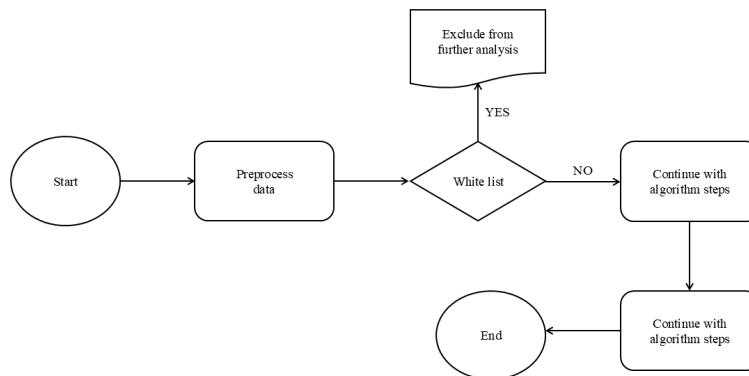 Exclude from
further analysis
YES
Start
Preprocess
data
White list
NO
Continue with
algorithm steps
End
Continue with
algorithm steps